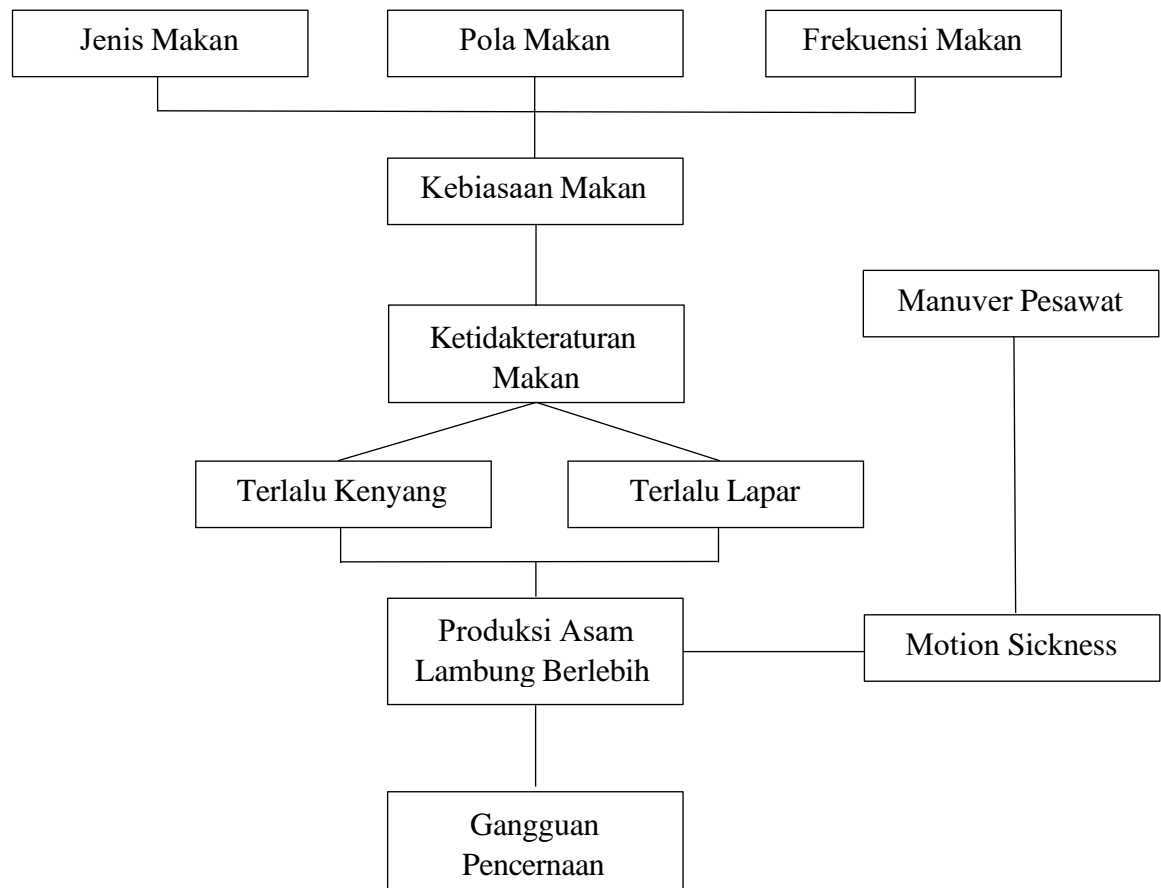 Jenis Makan
Pola Makan
Frekuensi Makan
Kebiasaan Makan
Manuver Pesawat
Ketidakteraturan
Makan
Terlalu Kenyang
Terlalu Lapar
Produksi Asam
Lambung Berlebih
Motion Sickness
Gangguan
Pencernaan